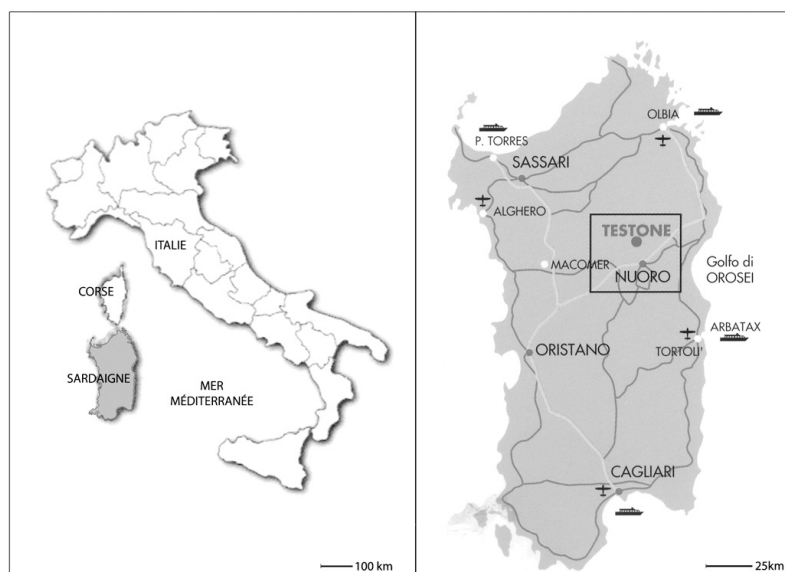 ITALIE
CORSE
SARDAIGNE
MER
MÉDITERRANÉE
100 km
OLBIA
P. TORRES
SASSARI
ALGHERO
TESTONE
MACOMER
NUORO
Golfo di
OROSEI
ARBATAX
TORTOLI'
ORISTANO
CAGLIARI
25km